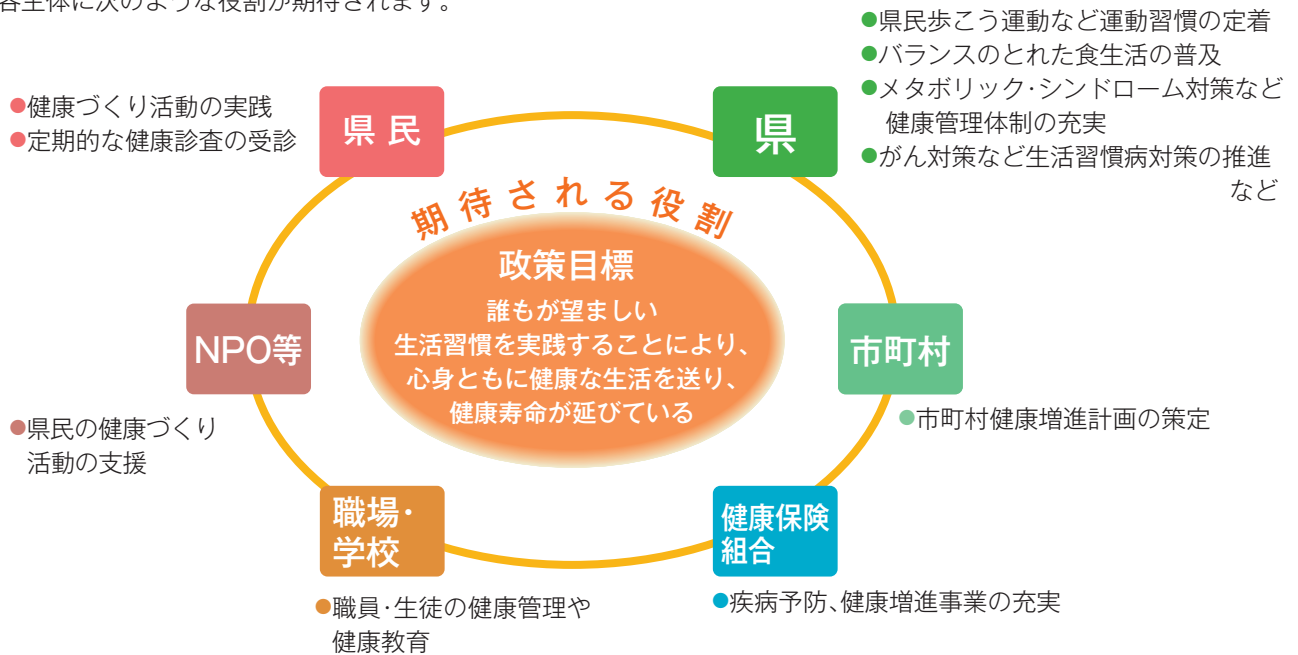 各主体に次のような役割が期待されます。
●県民歩こう運動など運動習慣の定着
●バランスのとれた食生活の普及
●メタボリック・シンドローム対策など
健康管理体制の充実
●がん対策など生活習慣病対策の推進
など
県
県民
●健康づくり活動の実践
●定期的な健康診査の受診
期待される役割
政策目標
誰もが望ましい
生活習慣を実践することにより、
心身ともに健康な生活を送り、
健康寿命が延びている
NPO等
●県民の健康づくり
活動の支援
市町村
●市町村健康増進計画の策定
職場・
学校
●職員・生徒の健康管理や
健康教育
健康保険
組合
●疾病予防、健康増進事業の充実